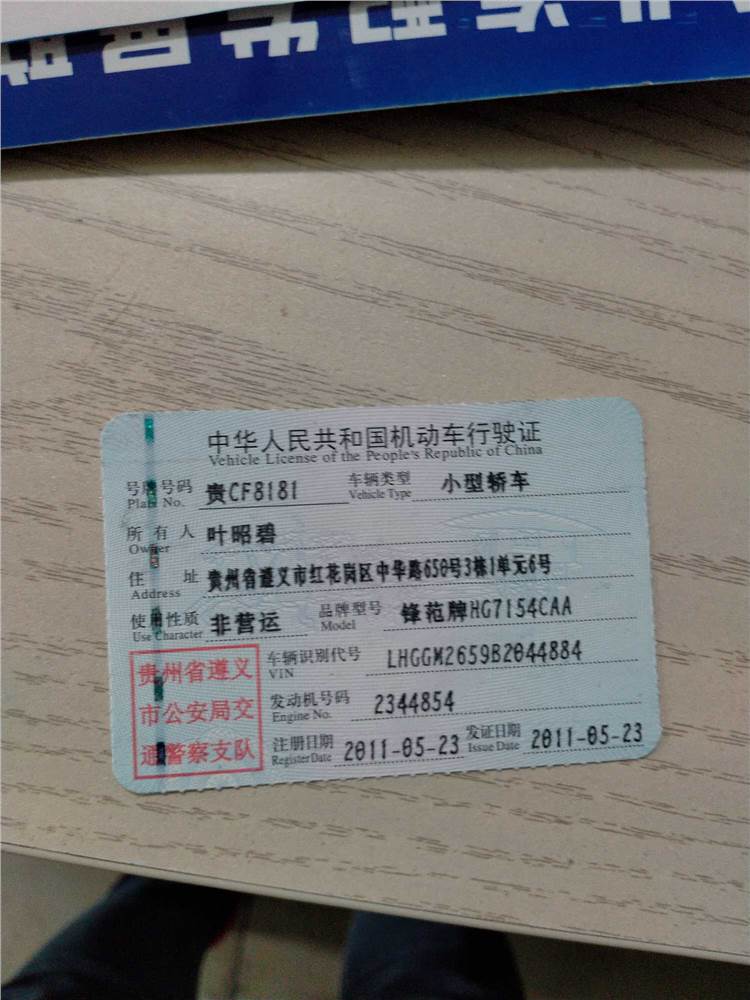 中华人民共和国机动车行驶证
Vehicle License of the People's Republic of China
号牌号码 贵CF8181 车辆类型 小型轿车
Plate No. Vehicle Type
所有人 叶昭碧
Owner
住址 贵州省遵义市红花岗区中华路650号3栋1单元6号
Address
使用性质 非营运 品牌型号 锋范牌HG7154CAA
Use Character Model
贵州省遵义
市公安局交
通警察支队
车辆识别代号 LHGGM2659B2044884
VIN
发动机号码 2344854
Engine No.
注册日期 2011-05-23 发证日期 2011-05-23
Register Date Issue Date